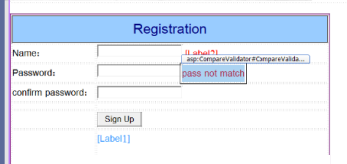 Registration
Name: [Label2]
asp:CompareValidator#CompareValida...
Password: pass not match
confirm password:
Sign Up
[Label1]